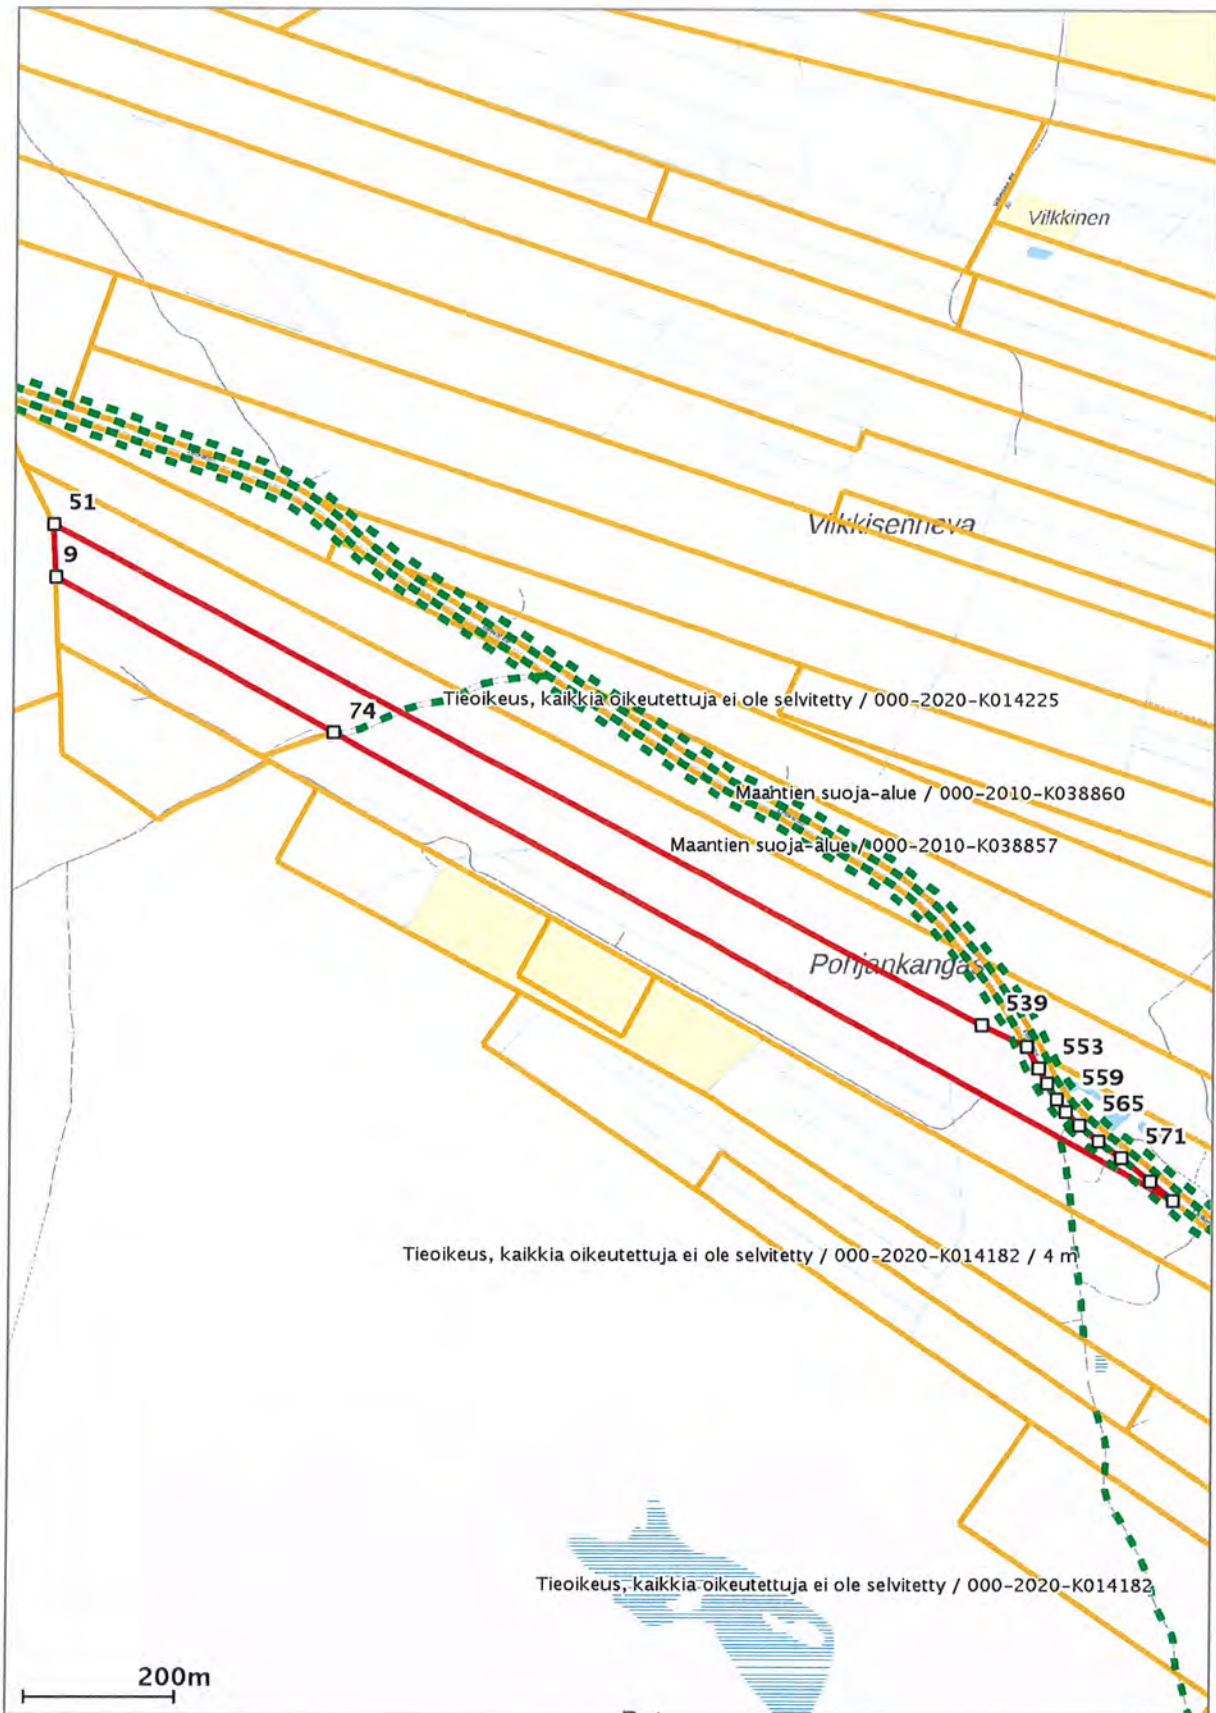 Vilkkinen
51
Vilkkisenneva
9
Tieoikeus, kaikkia oikeutettuja ei ole selvitetty / 000-2020-K014225
74
Maantien suoja-alue / 000-2010-K038860
Maantien suoja-alue / 000-2010-K038857
Pohjankangas
539
553
559
565
571
Tieoikeus, kaikkia oikeutettuja ei ole selvitetty / 000-2020-K014182 / 4 m
Tieoikeus, kaikkia oikeutettuja ei ole selvitetty / 000-2020-K014182
200m